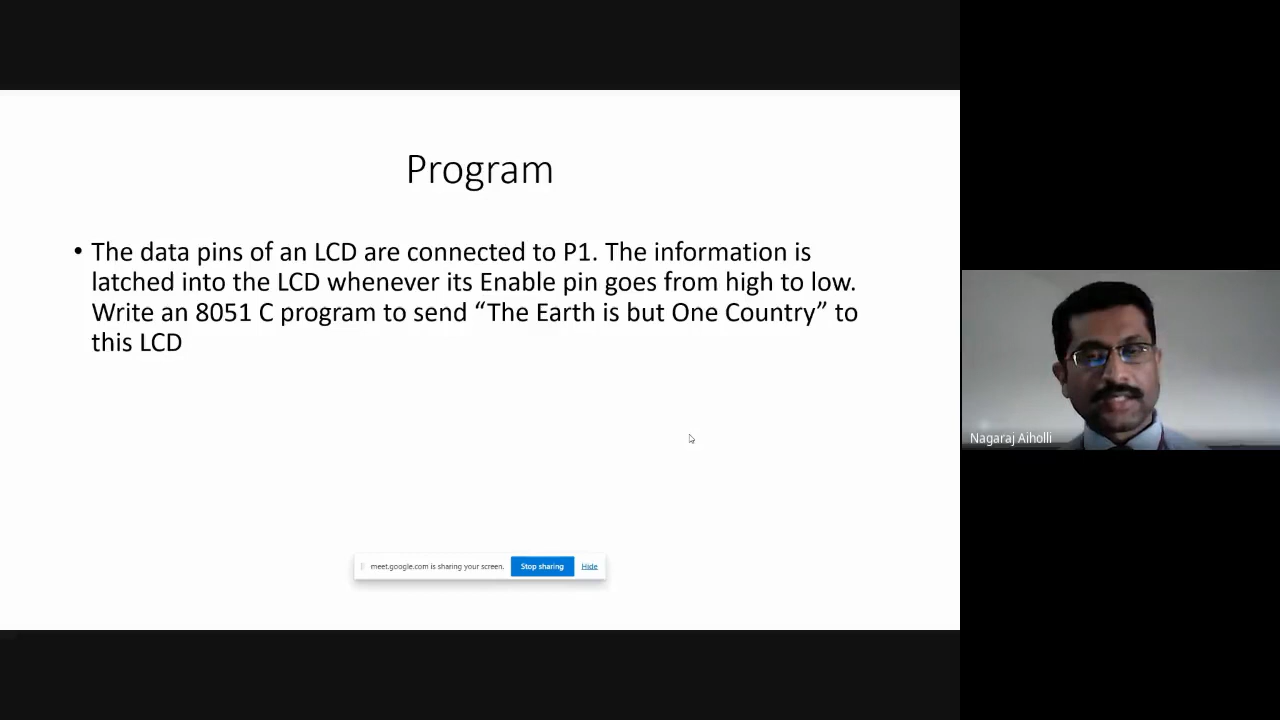 Program
• The data pins of an LCD are connected to P1. The information is
latched into the LCD whenever its Enable pin goes from high to low.
Write an 8051 C program to send “The Earth is but One Country” to
this LCD
Nagaraj Aiholli
meet.google.com is sharing your screen. Stop sharing Hide